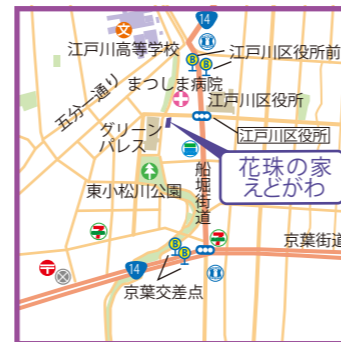 14
江戸川高等学校
B
江戸川区役所前
B
五分一通り
まつしま病院
江戸川区役所
グリーン
パレス
江戸川区役所
花珠の家
えどがわ
東小松川公園
船堀街道
7
7
京葉街道
B
B
14
京葉交差点